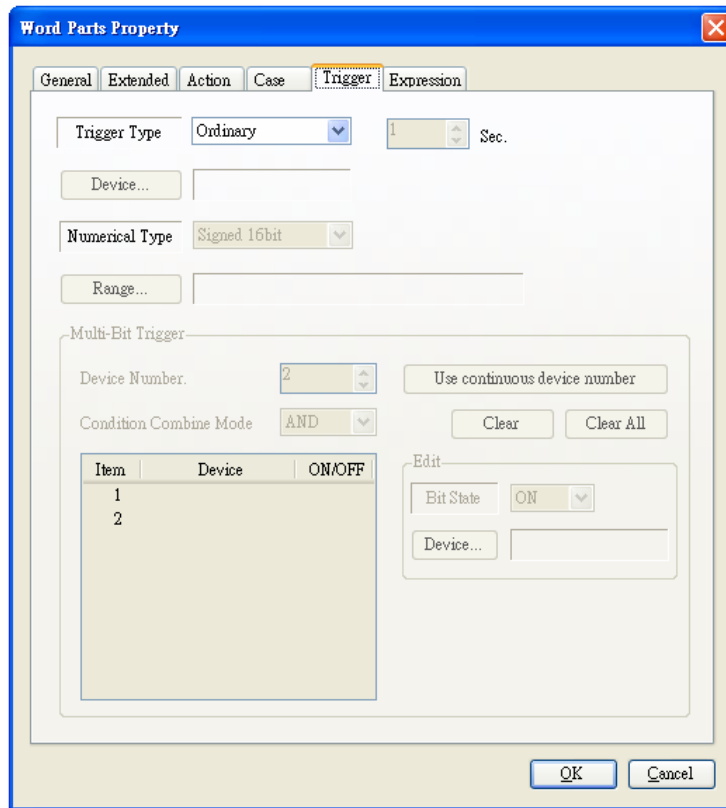 Word Parts Property
General Extended Action Case Trigger Expression
Trigger Type Ordinary 1 Sec.
Device...
Numerical Type Signed 16bit
Range...
Multi-Bit Trigger
Device Number. 2 Use continuous device number
Condition Combine Mode AND Clear Clear All
Item Device ON/OFF Edit
1 Bit State ON
2
Device...
OK Cancel